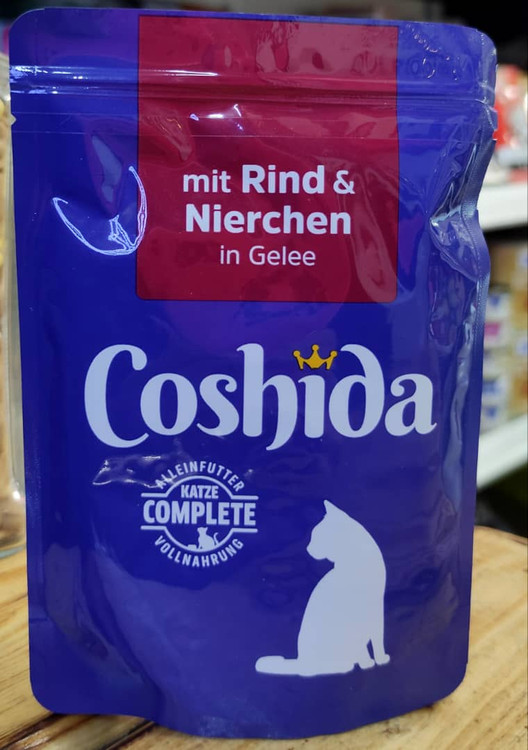 mit Rind &
Nierchen
in Gelee
Coshida
ALLEINFUTTER
KATZE
COMPLETE
VOLLNAHRUNG